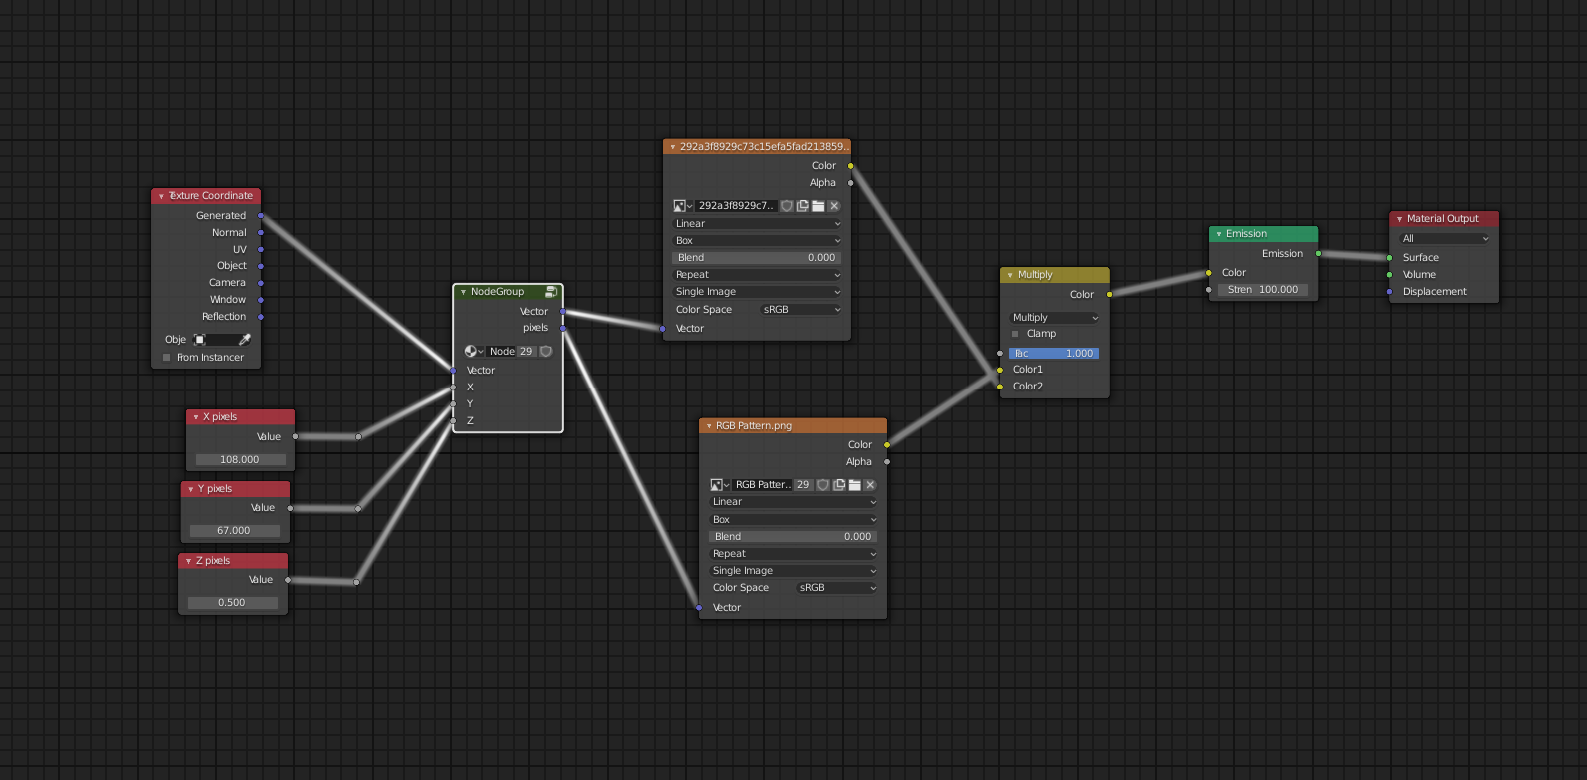 Texture Coordinate
Generated
Normal
UV
Object
Camera
Window
Reflection
Obje
From Instancer
X pixels
Value
108.000
Y pixels
Value
67.000
Z pixels
Value
0.500
NodeGroup
Vector
pixels
Node 29
Vector
X
Y
Z
292a3f8929c73c15efa5fad213859..
Color
Alpha
292a3f8929c7..
Linear
Box
Blend 0.000
Repeat
Single Image
Color Space sRGB
Vector
RGB Pattern.png
Color
Alpha
RGB Patter.. 29
Linear
Box
Blend 0.000
Repeat
Single Image
Color Space sRGB
Vector
Multiply
Color
Multiply
Clamp
Fac 1.000
Color1
Color2
Emission
Emission
Color
Stren 100.000
Material Output
All
Surface
Volume
Displacement